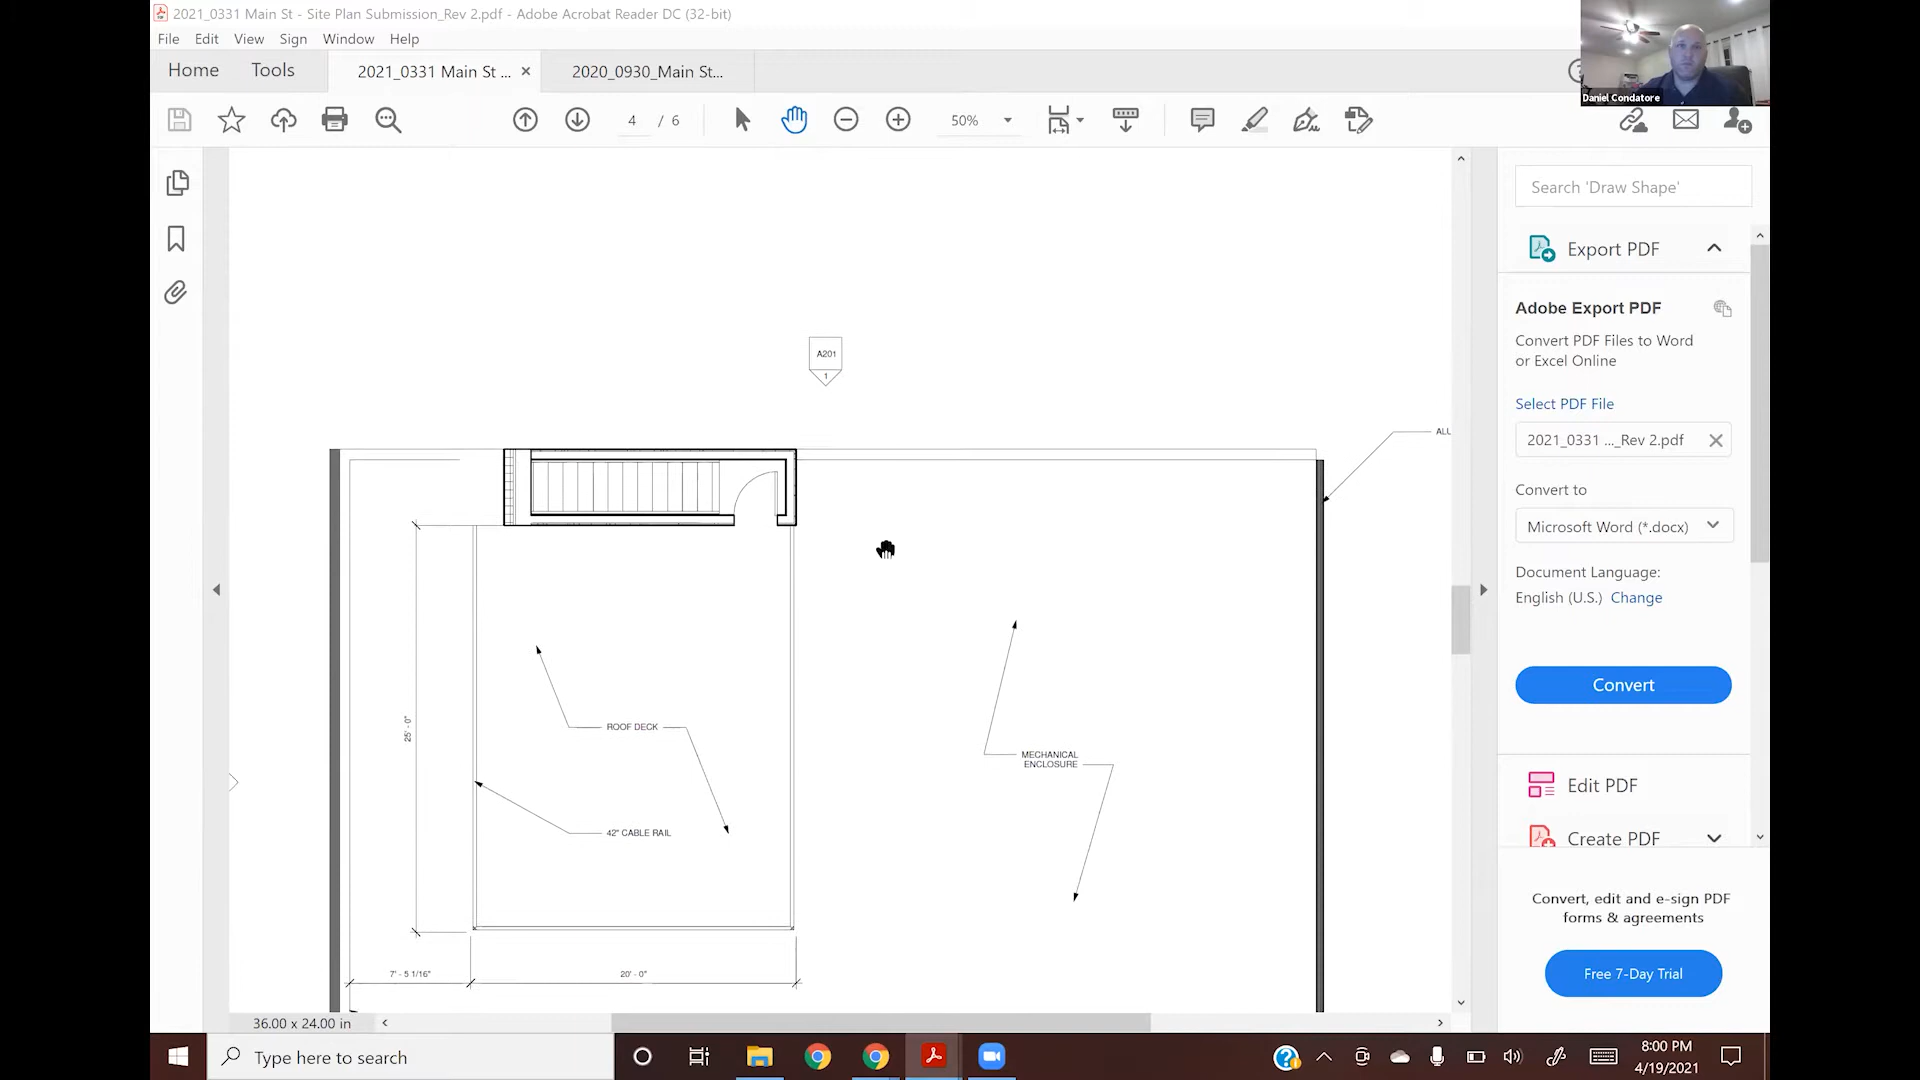 2021_0331 Main St - Site Plan Submission_Rev 2.pdf - Adobe Acrobat Reader DC (32-bit)
File Edit View Sign Window Help
Home Tools 2021_0331 Main St ... 2020_0930_Main St...
Daniel Condatore
4 / 6 50%
Search 'Draw Shape'
Export PDF
Adobe Export PDF
Convert PDF Files to Word
or Excel Online
Select PDF File
2021_0331 ..._Rev 2.pdf
Convert to
Microsoft Word (*.docx)
Document Language:
English (U.S.) Change
Convert
Edit PDF
Create PDF
Convert, edit and e-sign PDF
forms & agreements
Free 7-Day Trial
A201
1
ALU
25' - 0"
ROOF DECK
MECHANICAL
ENCLOSURE
42" CABLE RAIL
7' - 5 1/16"
20' - 0"
36.00 x 24.00 in
Type here to search
8:00 PM
4/19/2021